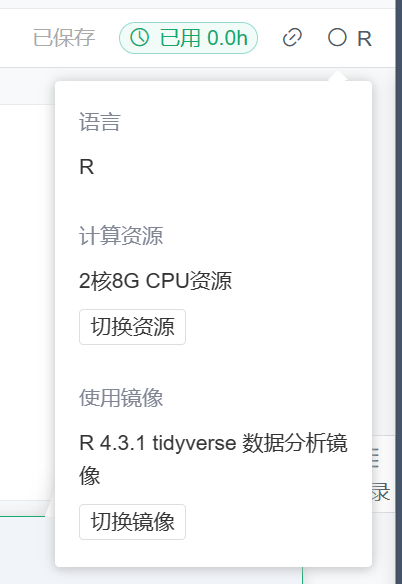 已保存 已用 0.0h R
语言
R
计算资源
2核8G CPU资源
切换资源
使用镜像
R 4.3.1 tidyverse 数据分析镜
像
切换镜像
录